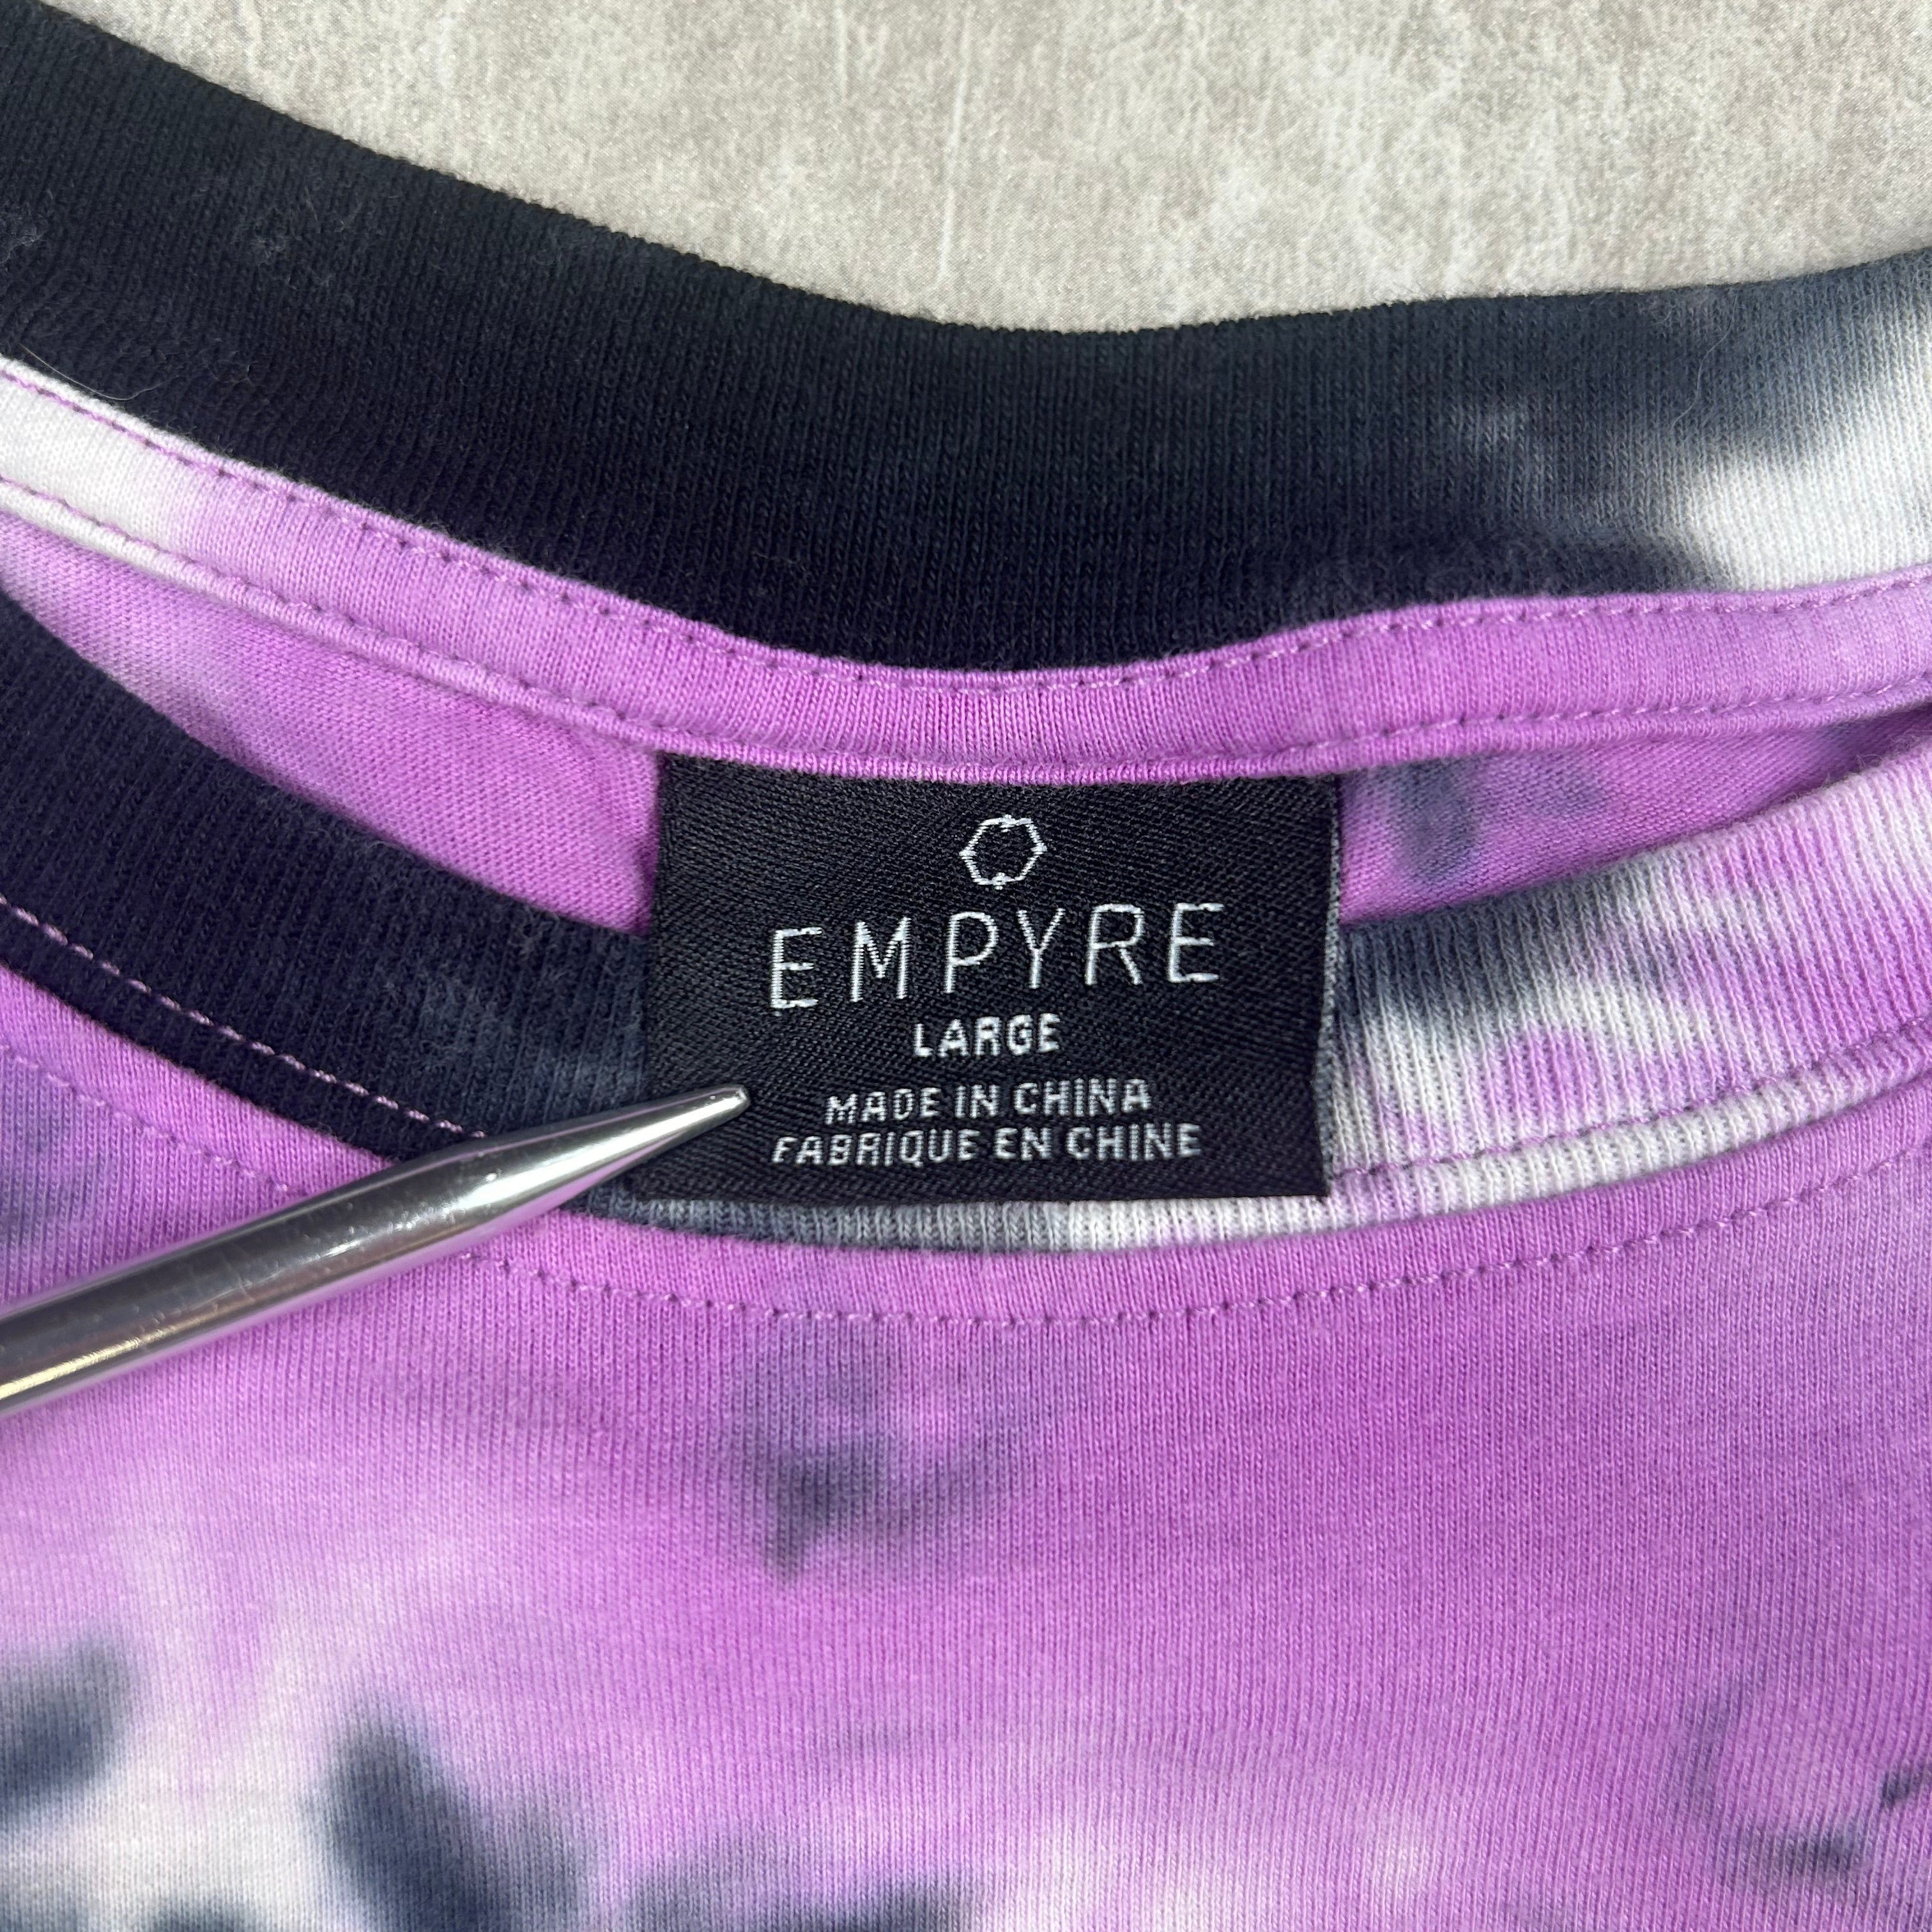 EMPYRE
LARGE
MADE IN CHINA
FABRIQUE EN CHINE